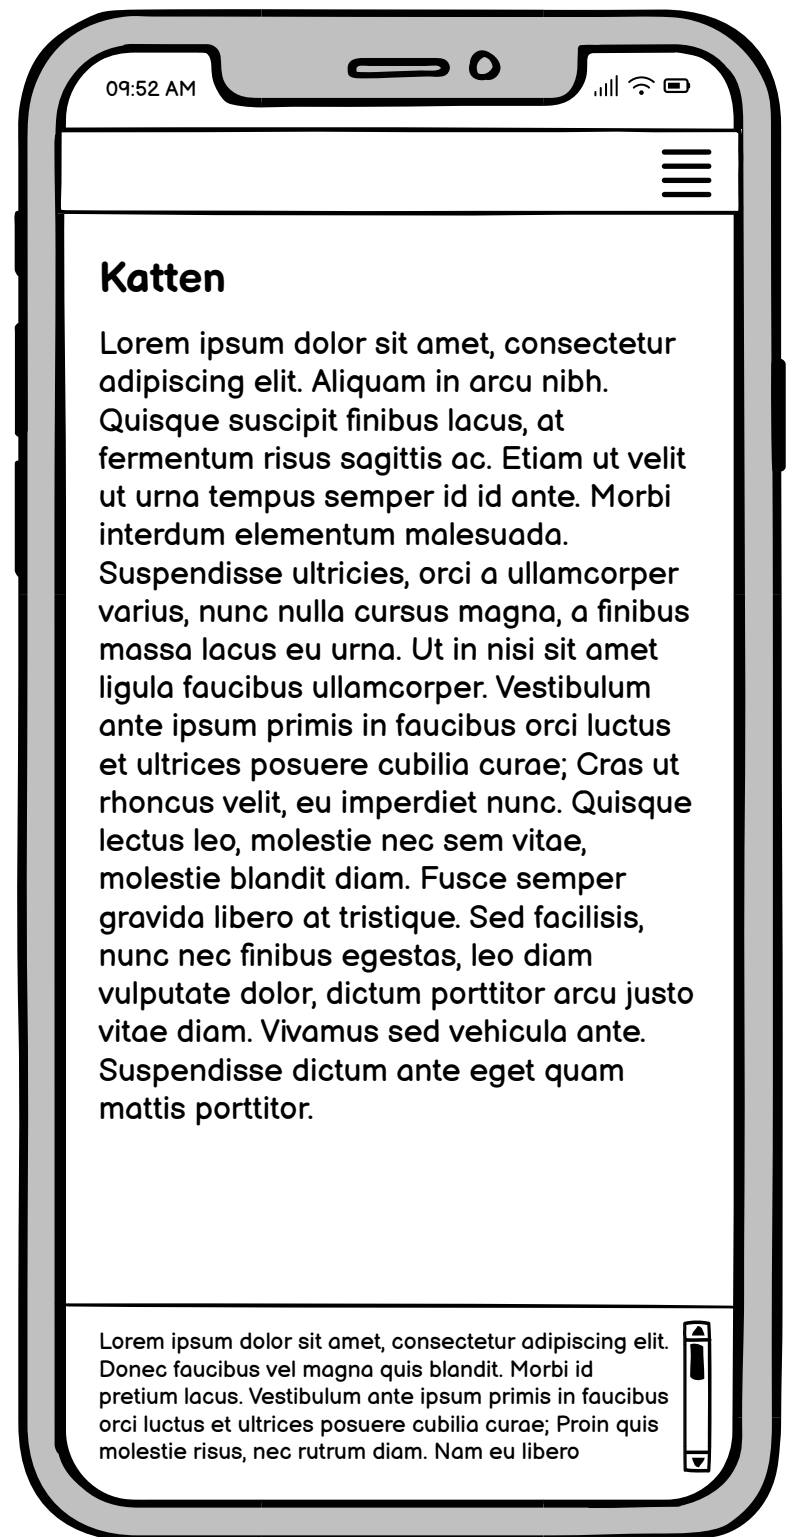 09:52 AM
Katten
Lorem ipsum dolor sit amet, consectetur
adipiscing elit. Aliquam in arcu nibh.
Quisque suscipit finibus lacus, at
fermentum risus sagittis ac. Etiam ut velit
ut urna tempus semper id id ante. Morbi
interdum elementum malesuada.
Suspendisse ultricies, orci a ullamcorper
varius, nunc nulla cursus magna, a finibus
massa lacus eu urna. Ut in nisi sit amet
ligula faucibus ullamcorper. Vestibulum
ante ipsum primis in faucibus orci luctus
et ultrices posuere cubilia curae; Cras ut
rhoncus velit, eu imperdiet nunc. Quisque
lectus leo, molestie nec sem vitae,
molestie blandit diam. Fusce semper
gravida libero at tristique. Sed facilisis,
nunc nec finibus egestas, leo diam
vulputate dolor, dictum porttitor arcu justo
vitae diam. Vivamus sed vehicula ante.
Suspendisse dictum ante eget quam
mattis porttitor.
Lorem ipsum dolor sit amet, consectetur adipiscing elit.
Donec faucibus vel magna quis blandit. Morbi id
pretium lacus. Vestibulum ante ipsum primis in faucibus
orci luctus et ultrices posuere cubilia curae; Proin quis
molestie risus, nec rutrum diam. Nam eu libero